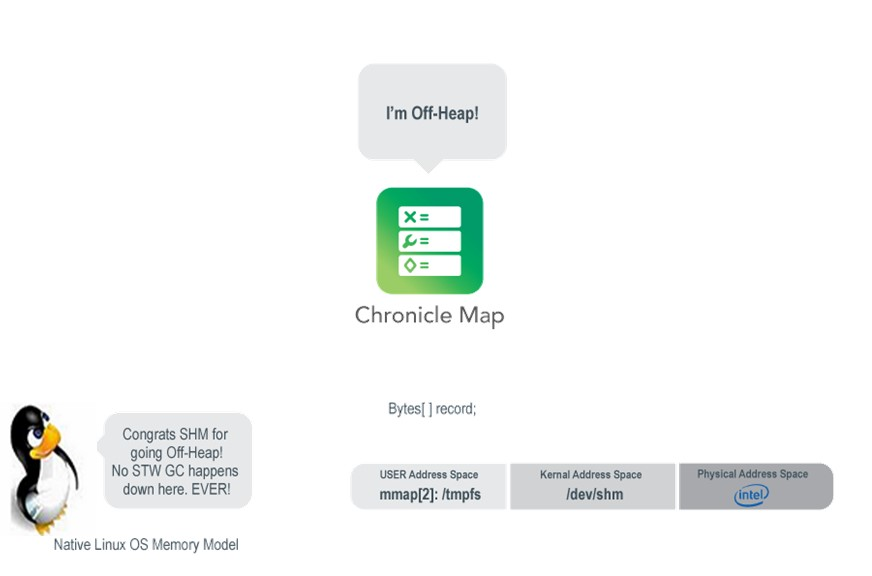 I'm Off-Heap!
X =
=
=
Chronicle Map
Bytes[ ] record;
Congrats SHM for
going Off-Heap!
No STW GC happens
down here. EVER!
Native Linux OS Memory Model
USER Address Space
mmap[2]: /tmpfs
Kernal Address Space
/dev/shm
Physical Address Space
intel